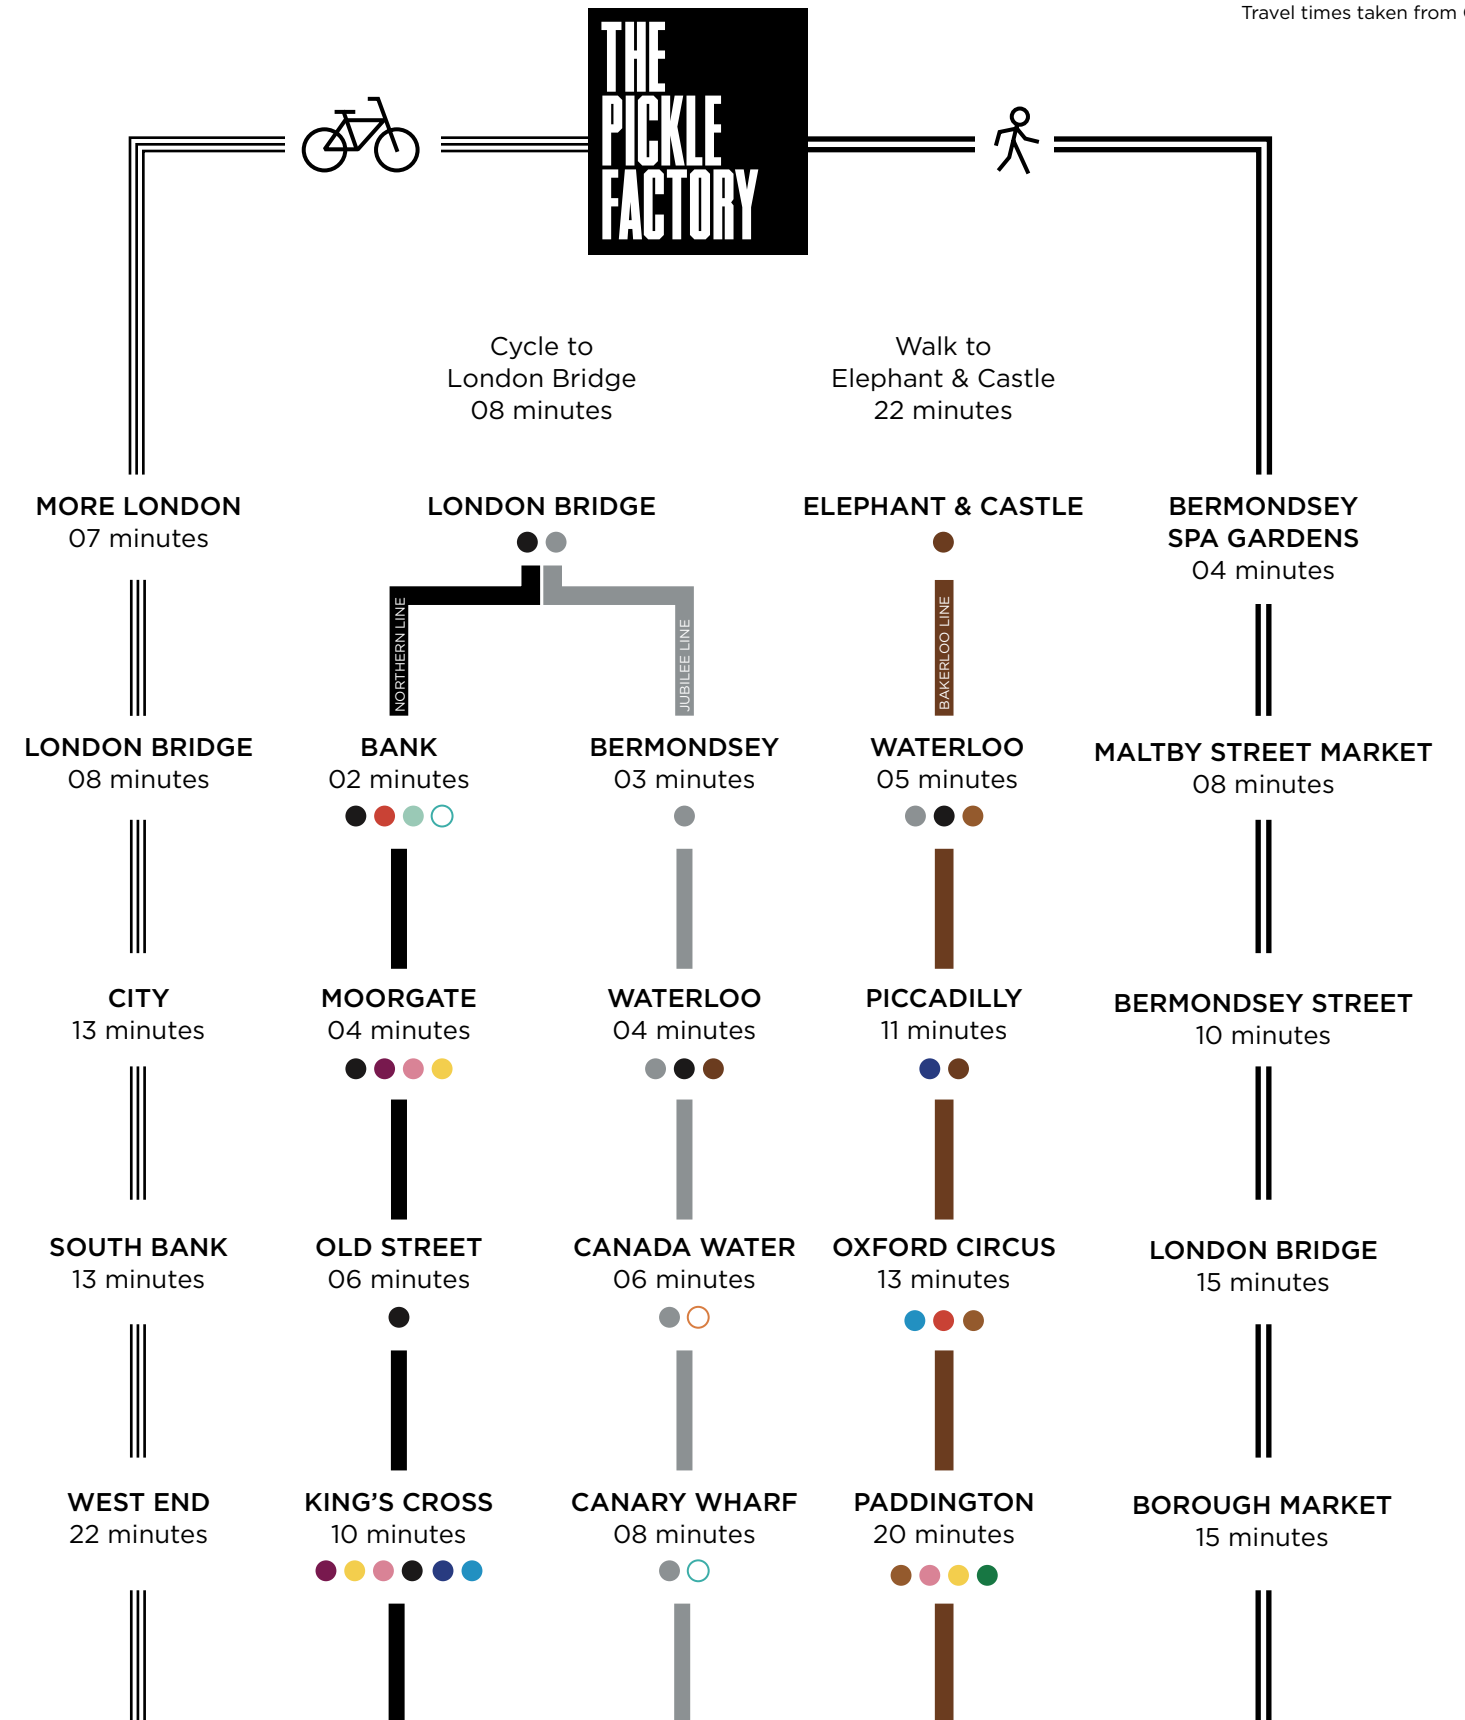 Travel times taken from
THE
PICKLE
FACTORY
Cycle to
London Bridge
08 minutes
Walk to
Elephant & Castle
22 minutes
MORE LONDON
07 minutes
LONDON BRIDGE
ELEPHANT & CASTLE
BERMONDSEY
SPA GARDENS
04 minutes
NORTHERN LINE
JUBILEE LINE
BAKERLOO LINE
LONDON BRIDGE
08 minutes
BANK
02 minutes
BERMONDSEY
03 minutes
WATERLOO
05 minutes
MALTBY STREET MARKET
08 minutes
CITY
13 minutes
MOORGATE
04 minutes
WATERLOO
04 minutes
PICCADILLY
11 minutes
BERMONDSEY STREET
10 minutes
SOUTH BANK
13 minutes
OLD STREET
06 minutes
CANADA WATER
06 minutes
OXFORD CIRCUS
13 minutes
LONDON BRIDGE
15 minutes
WEST END
22 minutes
KING'S CROSS
10 minutes
CANARY WHARF
08 minutes
PADDINGTON
20 minutes
BOROUGH MARKET
15 minutes